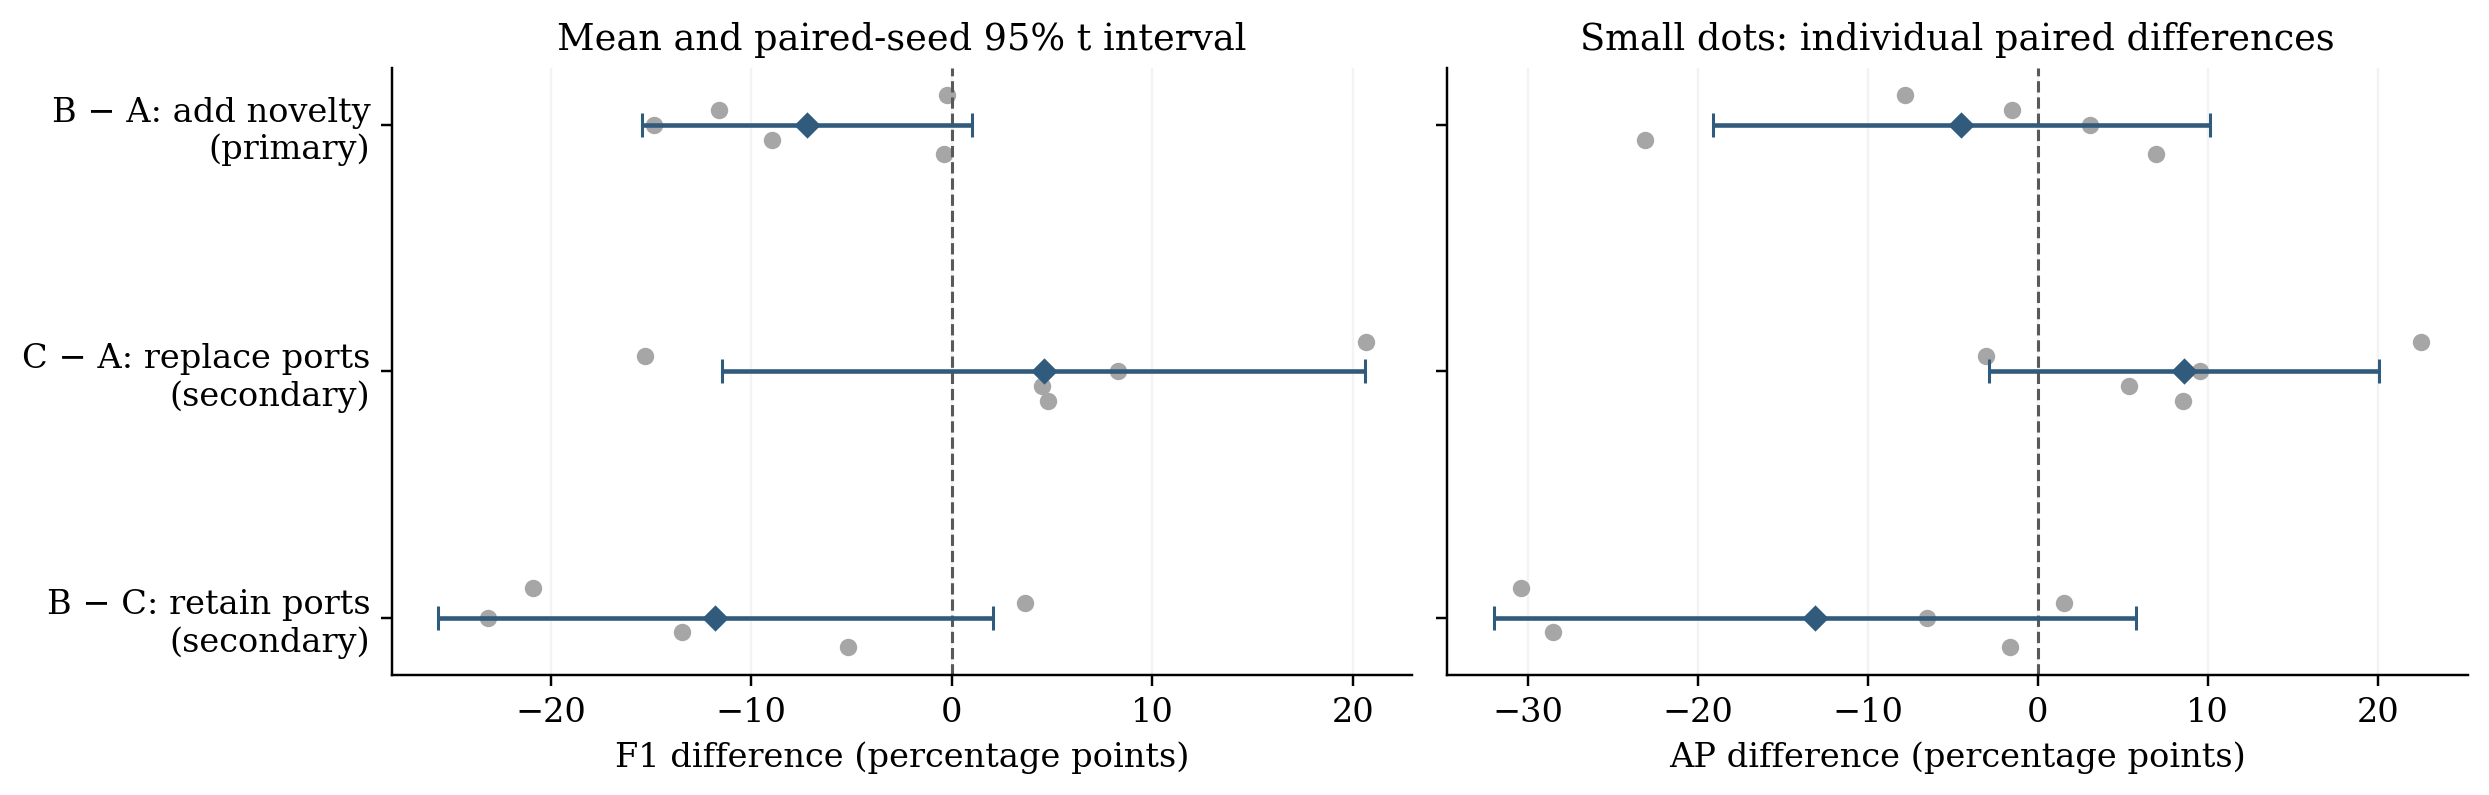 Mean and paired-seed 95% t interval
Small dots: individual paired differences
B − A: add novelty
(primary)
C − A: replace ports
(secondary)
B − C: retain ports
(secondary)
−20 −10 0 10 20
−30 −20 −10 0 10 20
F1 difference (percentage points)
AP difference (percentage points)